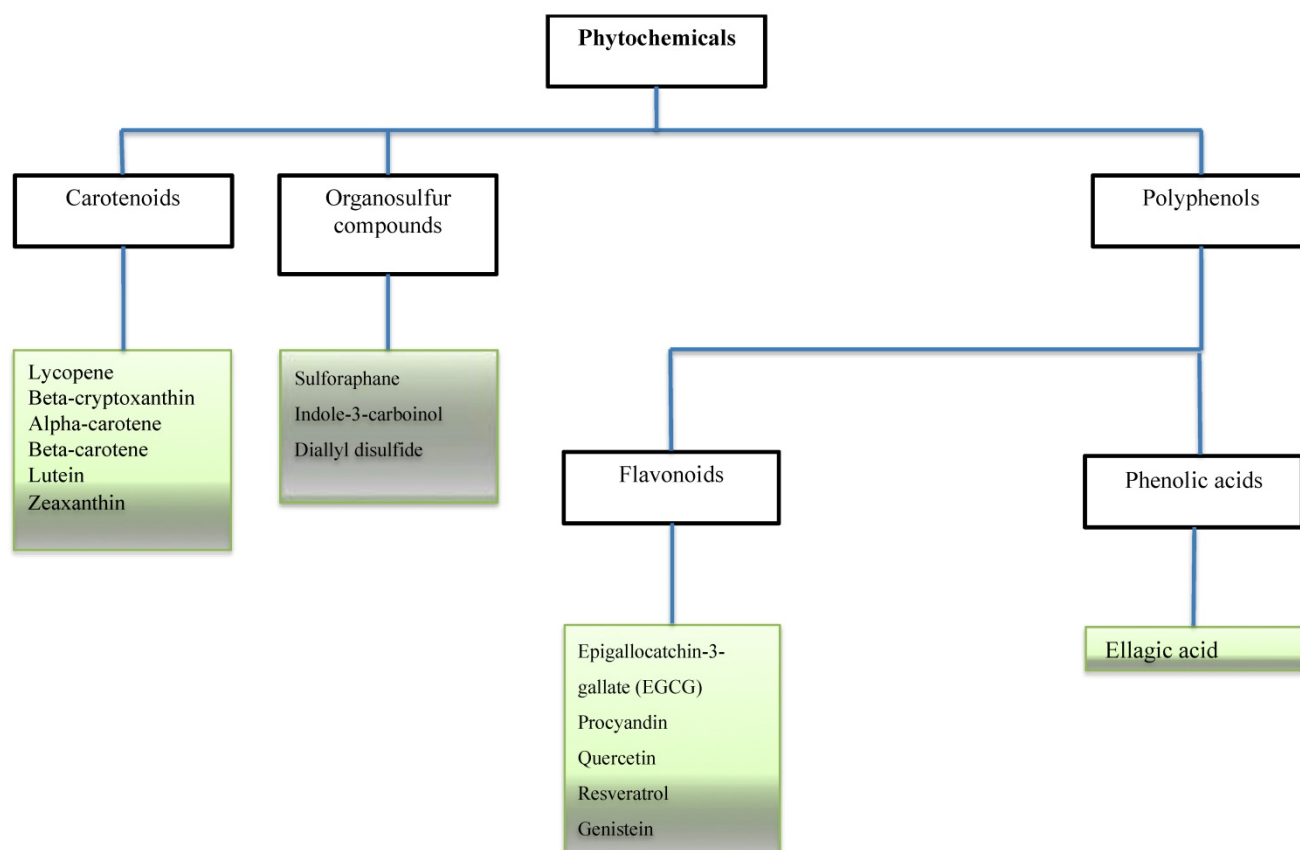 Phytochemicals
Carotenoids
Organosulfur
compounds
Polyphenols
Lycopene
Beta-cryptoxanthin
Alpha-carotene
Beta-carotene
Lutein
Zeaxanthin
Sulforaphane
Indole-3-carboinol
Diallyl disulfide
Flavonoids
Phenolic acids
Epigallocatchin-3-
gallate (EGCG)
Procyandin
Quercetin
Resveratrol
Genistein
Ellagic acid